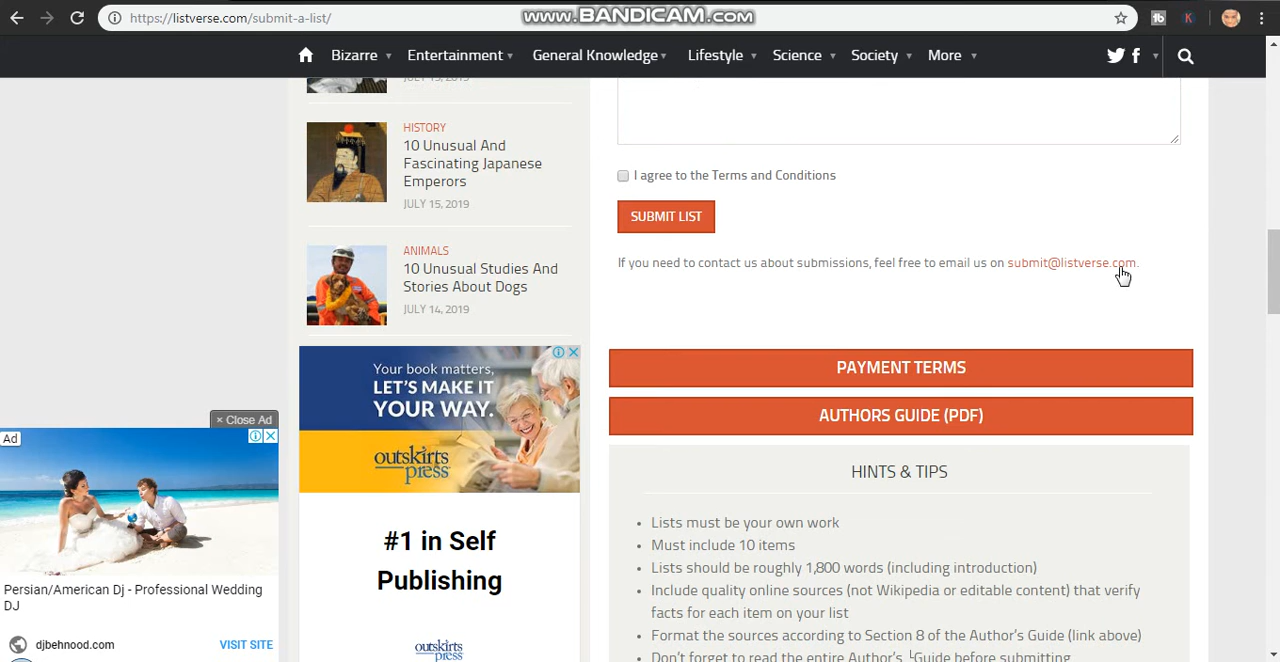 https://listverse.com/submit-a-list/
www.BANDICAM.com
Bizarre
Entertainment
General Knowledge
Lifestyle
Science
Society
More
HISTORY
10 Unusual And
Fascinating Japanese
Emperors
JULY 15, 2019
ANIMALS
10 Unusual Studies And
Stories About Dogs
JULY 14, 2019
Your book matters,
LET'S MAKE IT
YOUR WAY.
outskirts
press
#1 in Self
Publishing
outskirts
press
× Close Ad
Ad
Persian/American Dj - Professional Wedding
DJ
djbehnood.com
VISIT SITE
I agree to the Terms and Conditions
SUBMIT LIST
If you need to contact us about submissions, feel free to email us on submit@listverse.com.
PAYMENT TERMS
AUTHORS GUIDE (PDF)
HINTS & TIPS
• Lists must be your own work
• Must include 10 items
• Lists should be roughly 1,800 words (including introduction)
• Include quality online sources (not Wikipedia or editable content) that verify
facts for each item on your list
• Format the sources according to Section 8 of the Author's Guide (link above)
• Don't forget to read the entire Author's Guide before submitting